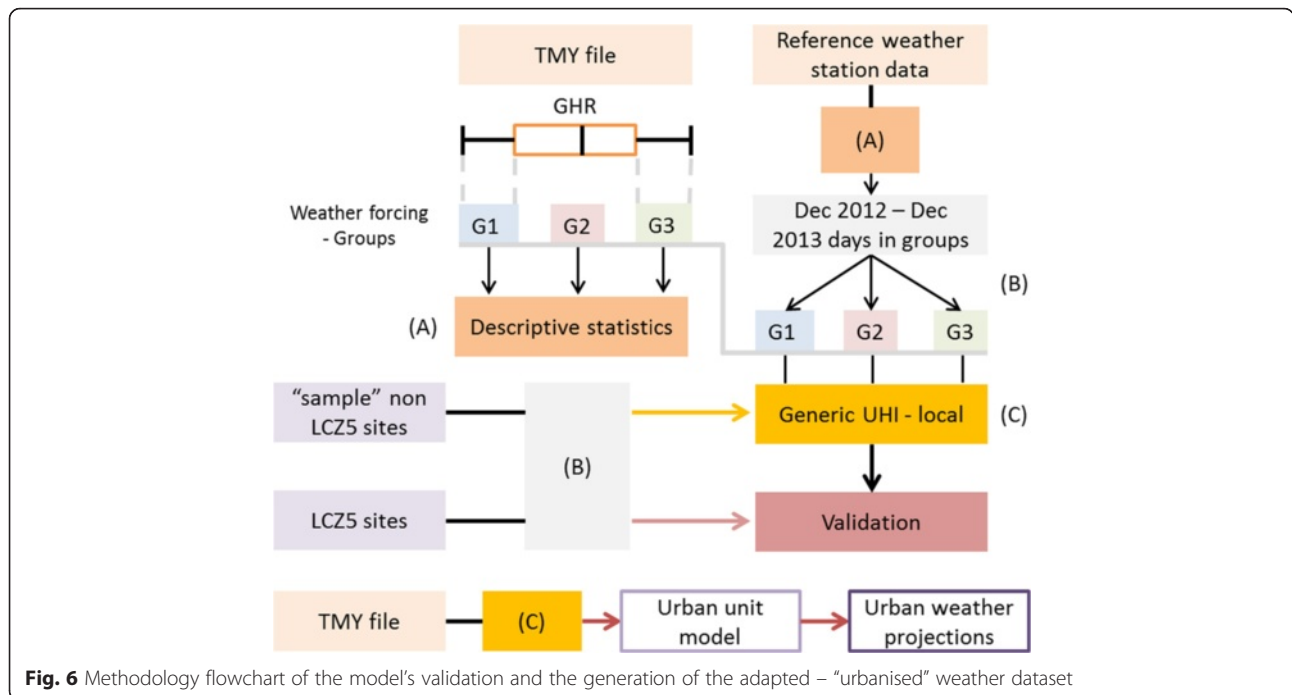 TMY file
Reference weather
station data
GHR
(A)
Weather forcing
- Groups
G1
G2
G3
Dec 2012 – Dec
2013 days in groups
(B)
(A)
Descriptive statistics
G1
G2
G3
"sample" non
LCZ5 sites
(B)
Generic UHI - local
(C)
LCZ5 sites
Validation
TMY file
(C)
Urban unit
model
Urban weather
projections
Fig. 6 Methodology flowchart of the model's validation and the generation of the adapted – "urbanised" weather dataset